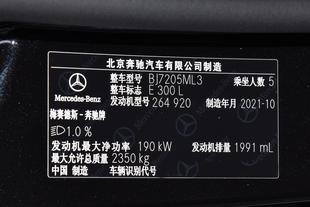 北京奔驰汽车有限公司制造
整车型号 BJ7205ML3 乘坐人数 5
整车标志 E 300 L
Mercedes-Benz
发动机型号 264 920 制造年月 2021-10
梅赛德斯-奔驰牌
1.0 %
发动机最大净功率 190 kW 发动机排量 1991 mL
最大允许总质量 2350 kg
中国 制造 车辆识别代号